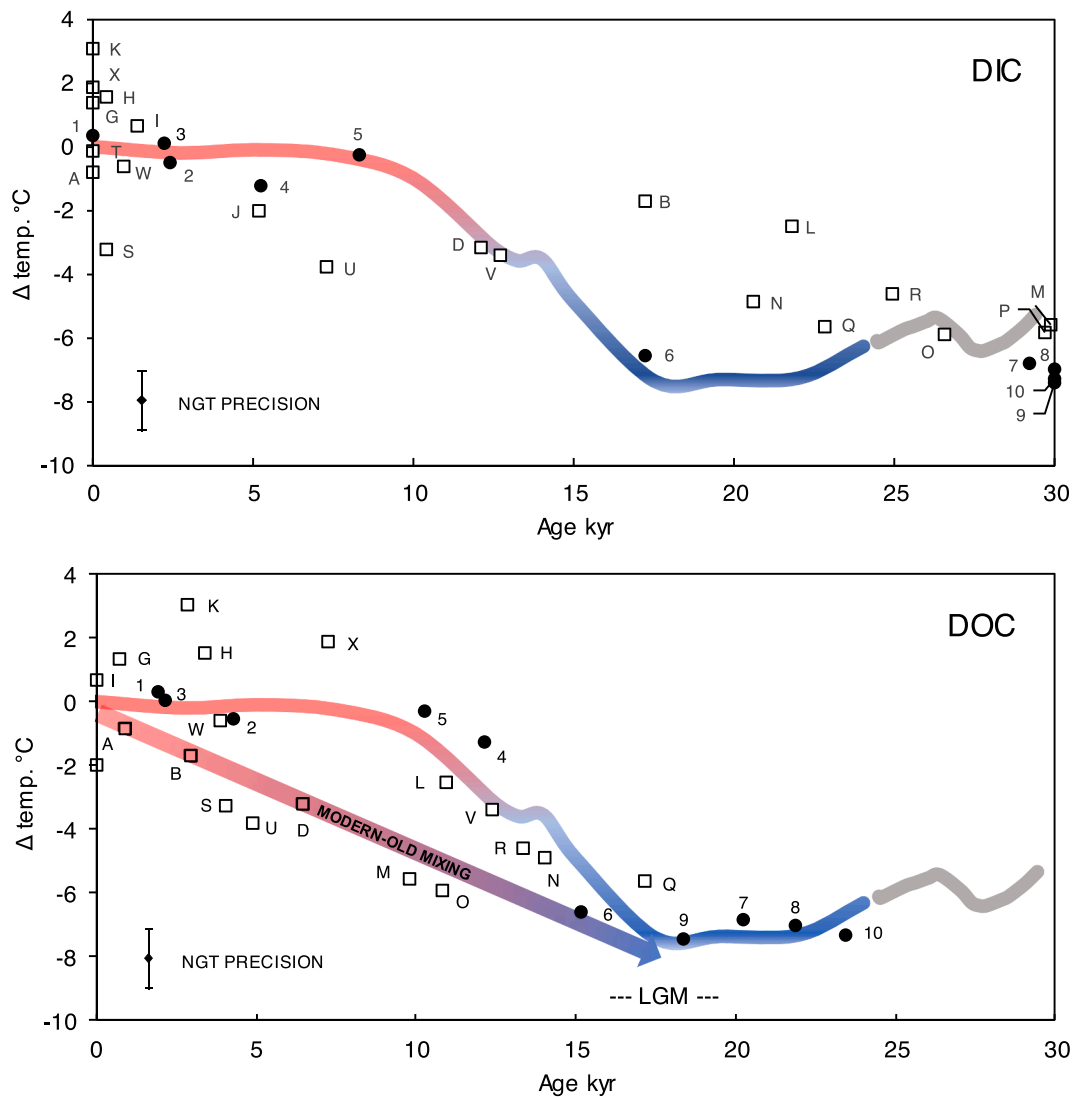 4
K
DIC
2
X
H
G
I
1
3
5
0
T
A
W
2
4
B
-2
J
L
D
S
U
V
-4
N
R
M
P
Q
O
-6
6
7
8
10
9
-8
NGT PRECISION
-10
0 5 10 15 20 25 30
Age kyr
Δ temp. °C
4
K
DOC
2
H
X
G
I
1
3
0
W
2
5
A
4
B
-2
L
S
U
D
V
MODERN-OLD MIXING
-4
R
N
M
O
Q
-6
6
7
8
9
10
-8
NGT PRECISION
--- LGM ---
-10
0 5 10 15 20 25 30
Age kyr
Δ temp. °C